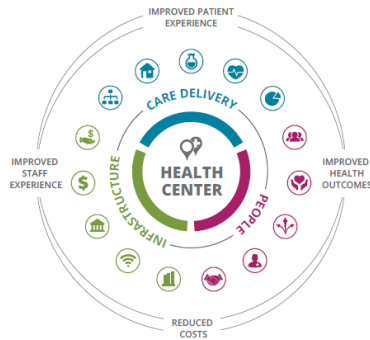 IMPROVED PATIENT
EXPERIENCE
CARE DELIVERY
IMPROVED
STAFF
EXPERIENCE
INFRASTRUCTURE
HEALTH
CENTER
PEOPLE
IMPROVED
HEALTH
OUTCOMES
$
$
REDUCED
COSTS